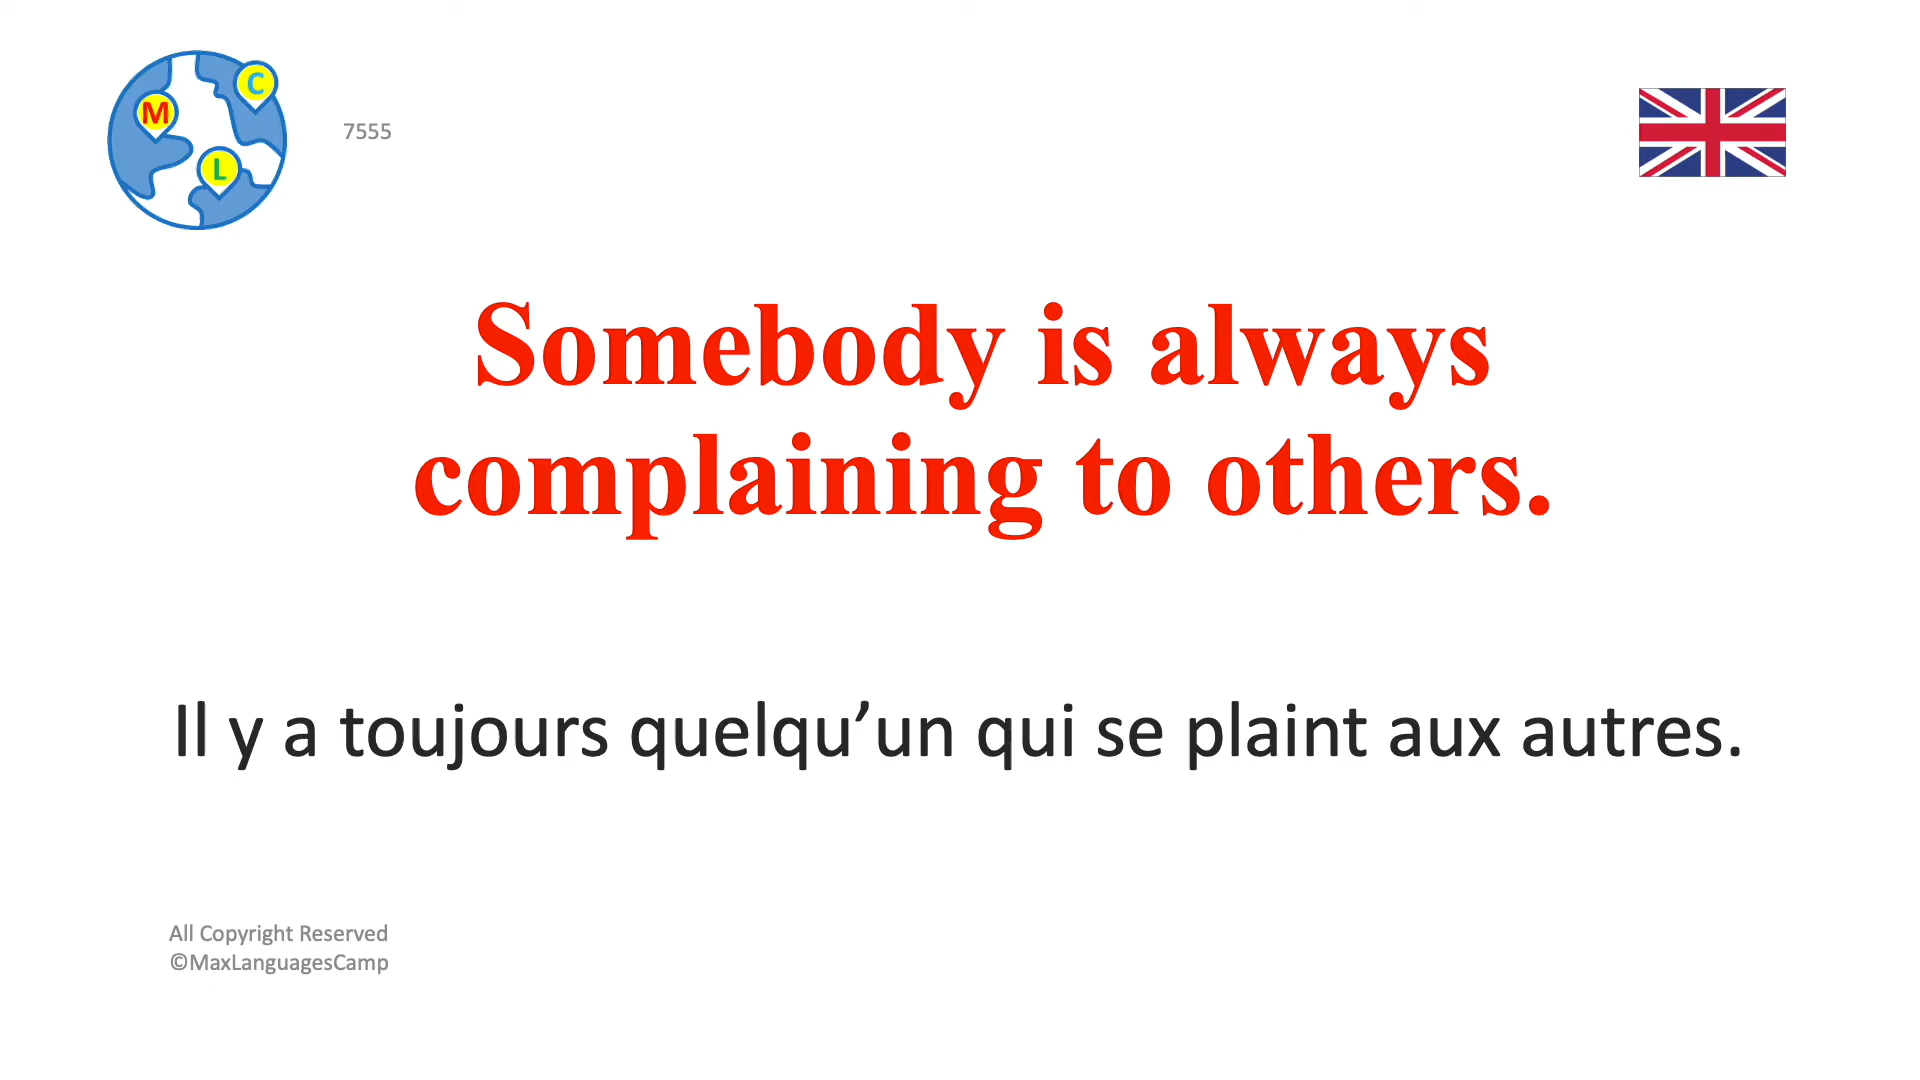 M
C
L
7555
Somebody is always
complaining to others.
Il y a toujours quelqu’un qui se plaint aux autres.
All Copyright Reserved
©MaxLanguagesCamp